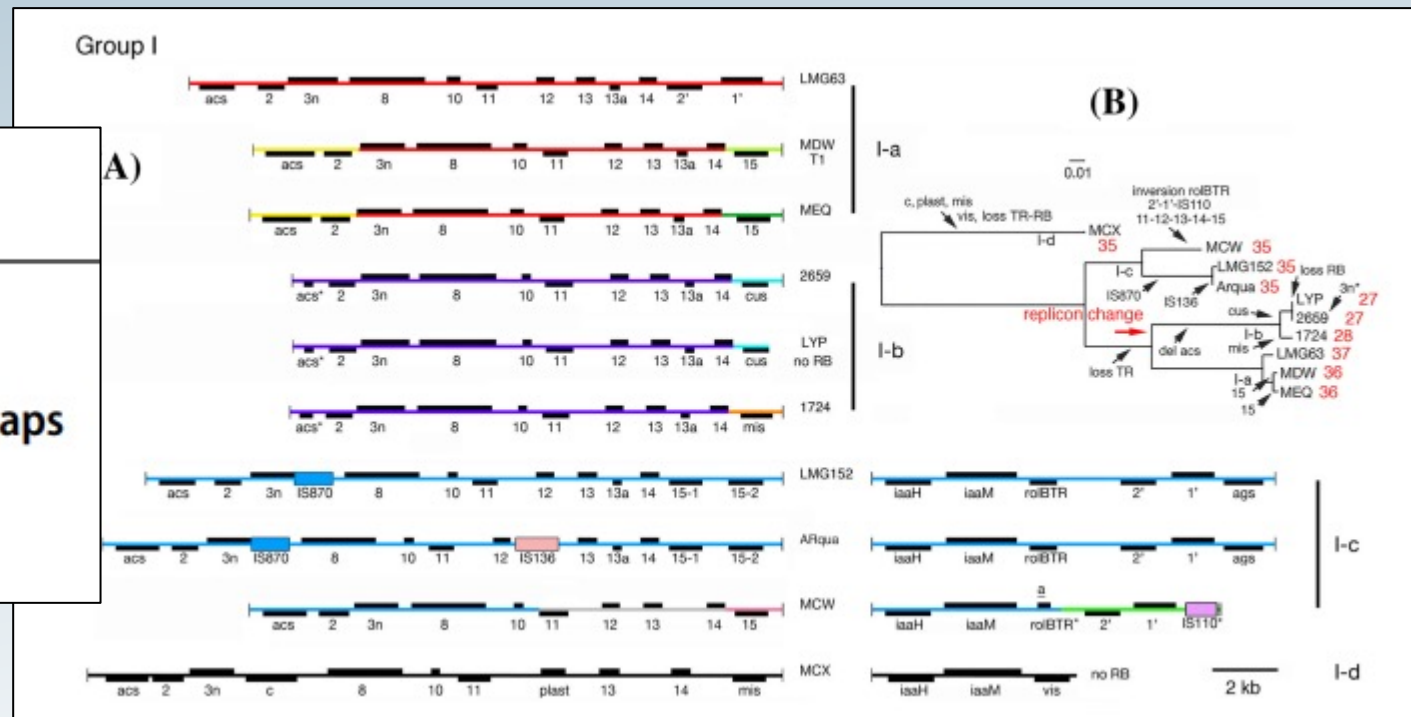 Group I
aps
A)
LMG63
acs 2 3n 8 10 11 12 13 13a 14 2' 1'
MDW
T1
acs 2 3n 8 10 11 12 13 13a 14 15
MEQ
acs 2 3n 8 10 11 12 13 13a 14 15
I-a
2659
acs* 2 3n 8 10 11 12 13 13a 14 cus
LYP
no RB
acs* 2 3n 8 10 11 12 13 13a 14 cus
1724
acs* 2 3n 8 10 11 12 13 13a 14 mis
I-b
LMG152
acs 2 3n IS870 8 10 11 12 13 13a 14 15-1 15-2
iaaH iaaM rolBTR 2' 1' ags
ARqua
acs 2 3n IS870 8 10 11 12 IS136 13 13a 14 15-1 15-2
iaaH iaaM rolBTR 2' 1' ags
I-c
MCW
acs 2 3n 8 10 11 12 13 14 15
a
iaaH iaaM rolBTR* 2' 1' IS110*
MCX
acs 2 3n c 8 10 11 plast 13 14 mis
iaaH iaaM vis
no RB
2 kb
I-d
(B)
0.01
c, plast, mis
vis, loss TR-RB
I-d
MCX
35
inversion rolBTR
2'-1'-IS110
11-12-13-14-15
MCW 35
I-c
LMG152 35
IS870
IS136
Arqua 35
loss RB
3n*
replicon change
cus
LYP 27
2659 27
I-b
1724 28
mis
del acs
loss TR
LMG63 37
I-a
MDW 36
15
MEQ 36
15